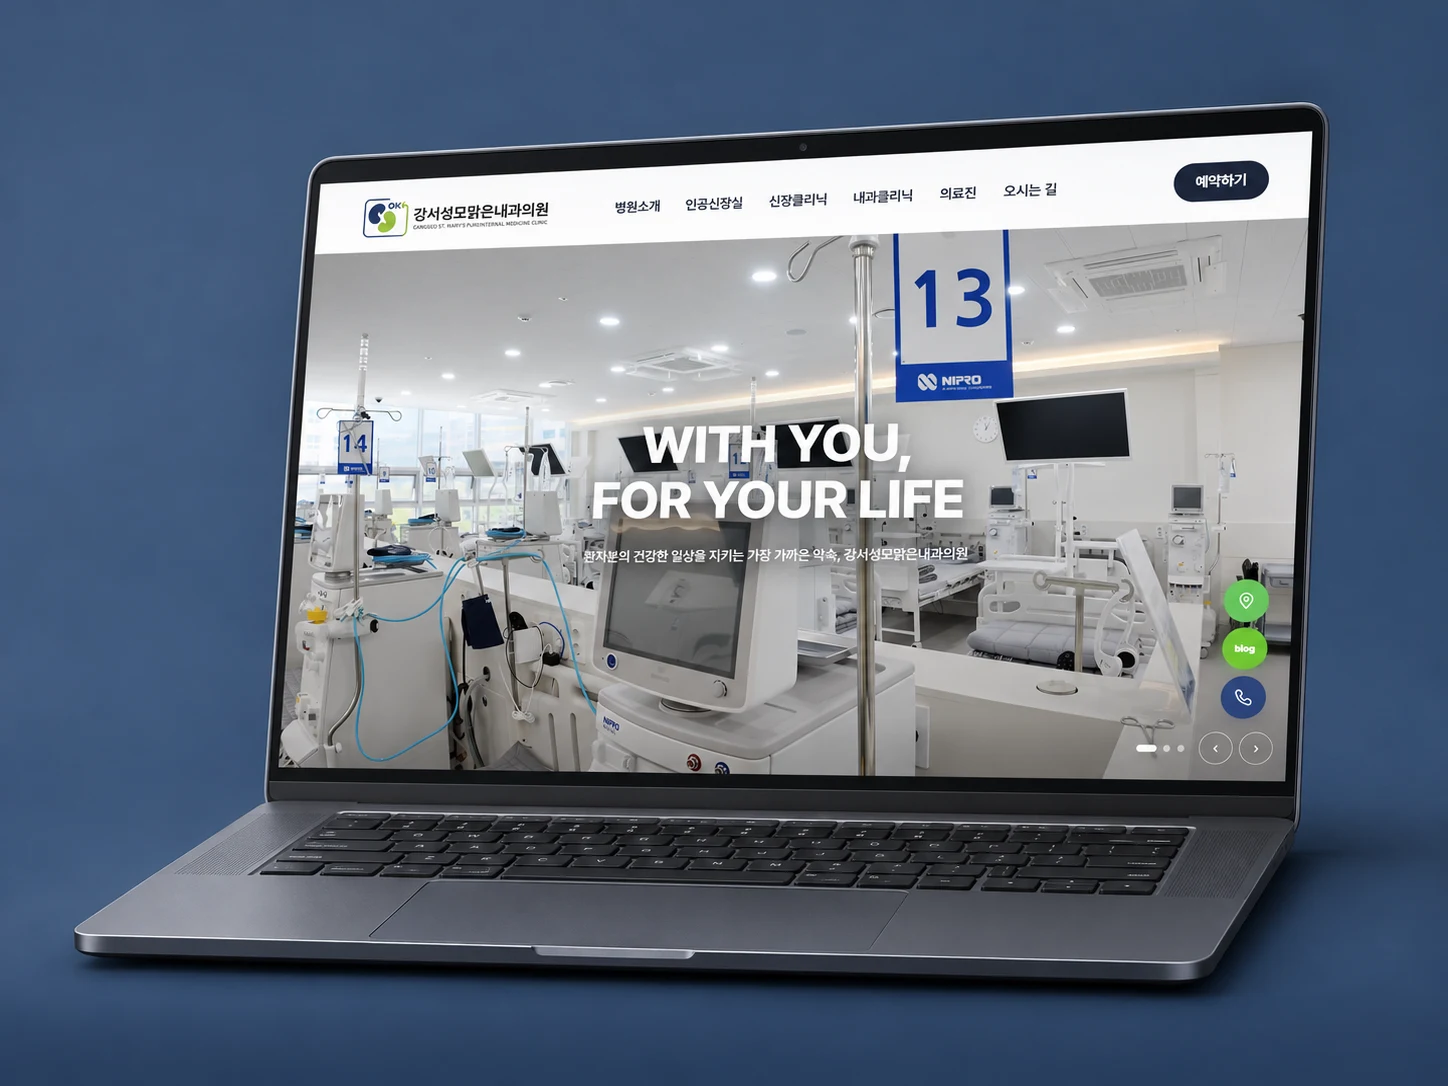 OK
강서성모맑은내과의원
병원소개
인공신장실
신장클리닉
내과클리닉
의료진
오시는 길
예약하기
13
NIPRO
14
WITH YOU,
FOR YOUR LIFE
환자분의 건강한 일상을 지키는 가장 가까운 약속, 강서성모맑은내과의원
NIPRO
blog